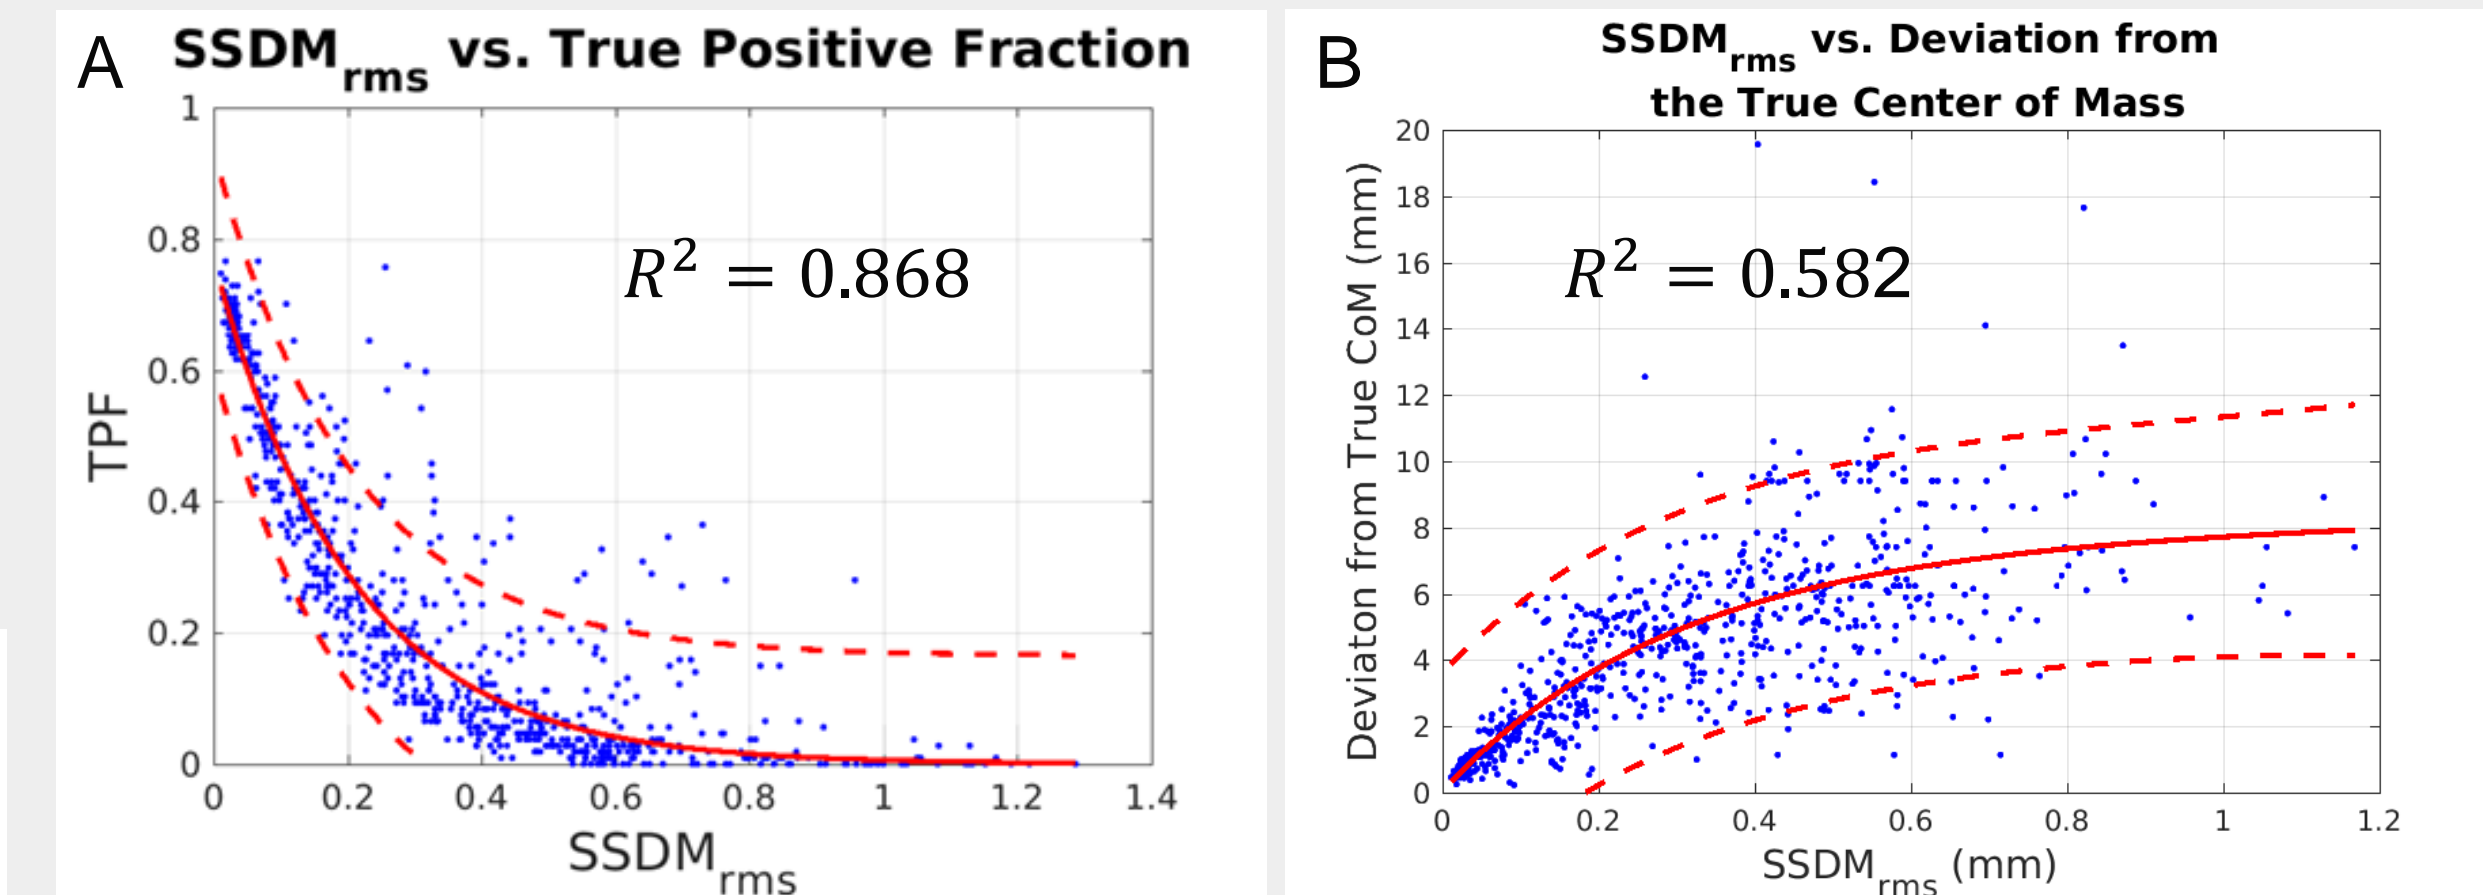 A
SSDMrms vs. True Positive Fraction
1
0.8
0.6
0.4
0.2
0
TPF
R² = 0.868
0 0.2 0.4 0.6 0.8 1 1.2 1.4
SSDMrms
B
SSDMrms vs. Deviation from
the True Center of Mass
20
18
16
14
12
10
8
6
4
2
0
Deviaton from True CoM (mm)
R² = 0.582
0 0.2 0.4 0.6 0.8 1 1.2
SSDMrms (mm)